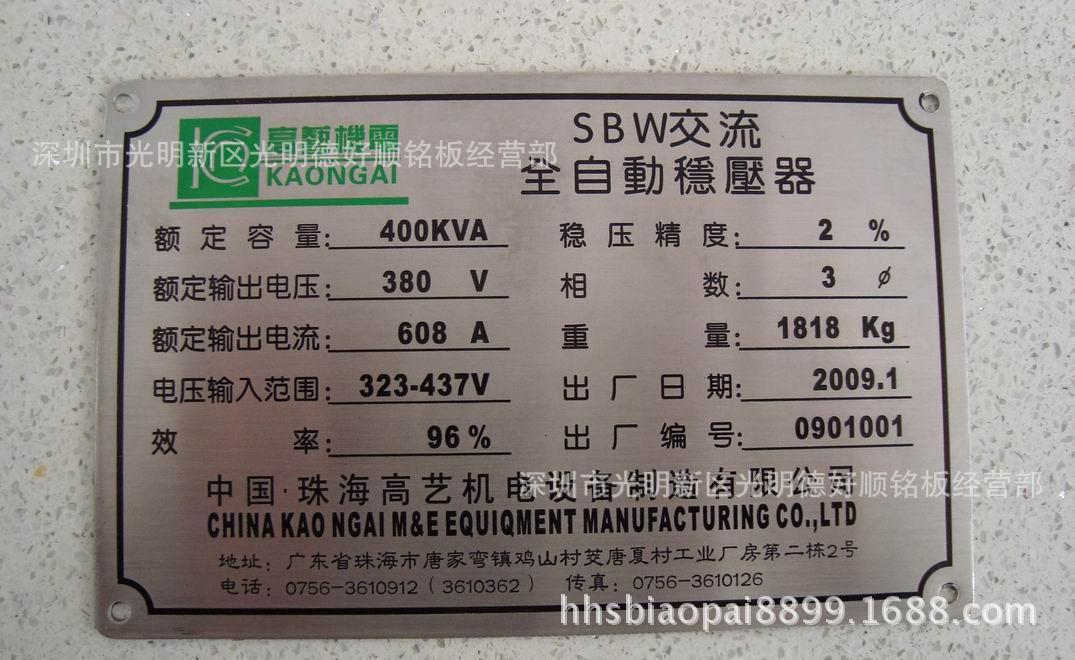 SBW交流
高藝機電
KAONGAI
全自動穩壓器
深圳市光明新区光明德好顺铭板经营部
额定容量: 400KVA 稳压精度: 2 %
额定输出电压: 380 V 相数: 3 ø
额定输出电流: 608 A 重量: 1818 Kg
电压输入范围: 323-437V 出厂日期: 2009.1
效率: 96% 出厂编号: 0901001
中国·珠海高艺机电设备制造有限公司
深圳市光明新区光明德好顺铭板经营部
CHINA KAO NGAI M&E EQUIQMENT MANUFACTURING CO.,LTD
地址: 广东省珠海市唐家弯镇鸡山村茭唐夏村工业厂房第二栋2号
电话: 0756-3610912（3610362） 传真: 0756-3610126
hhsbiaopai8899.1688.com